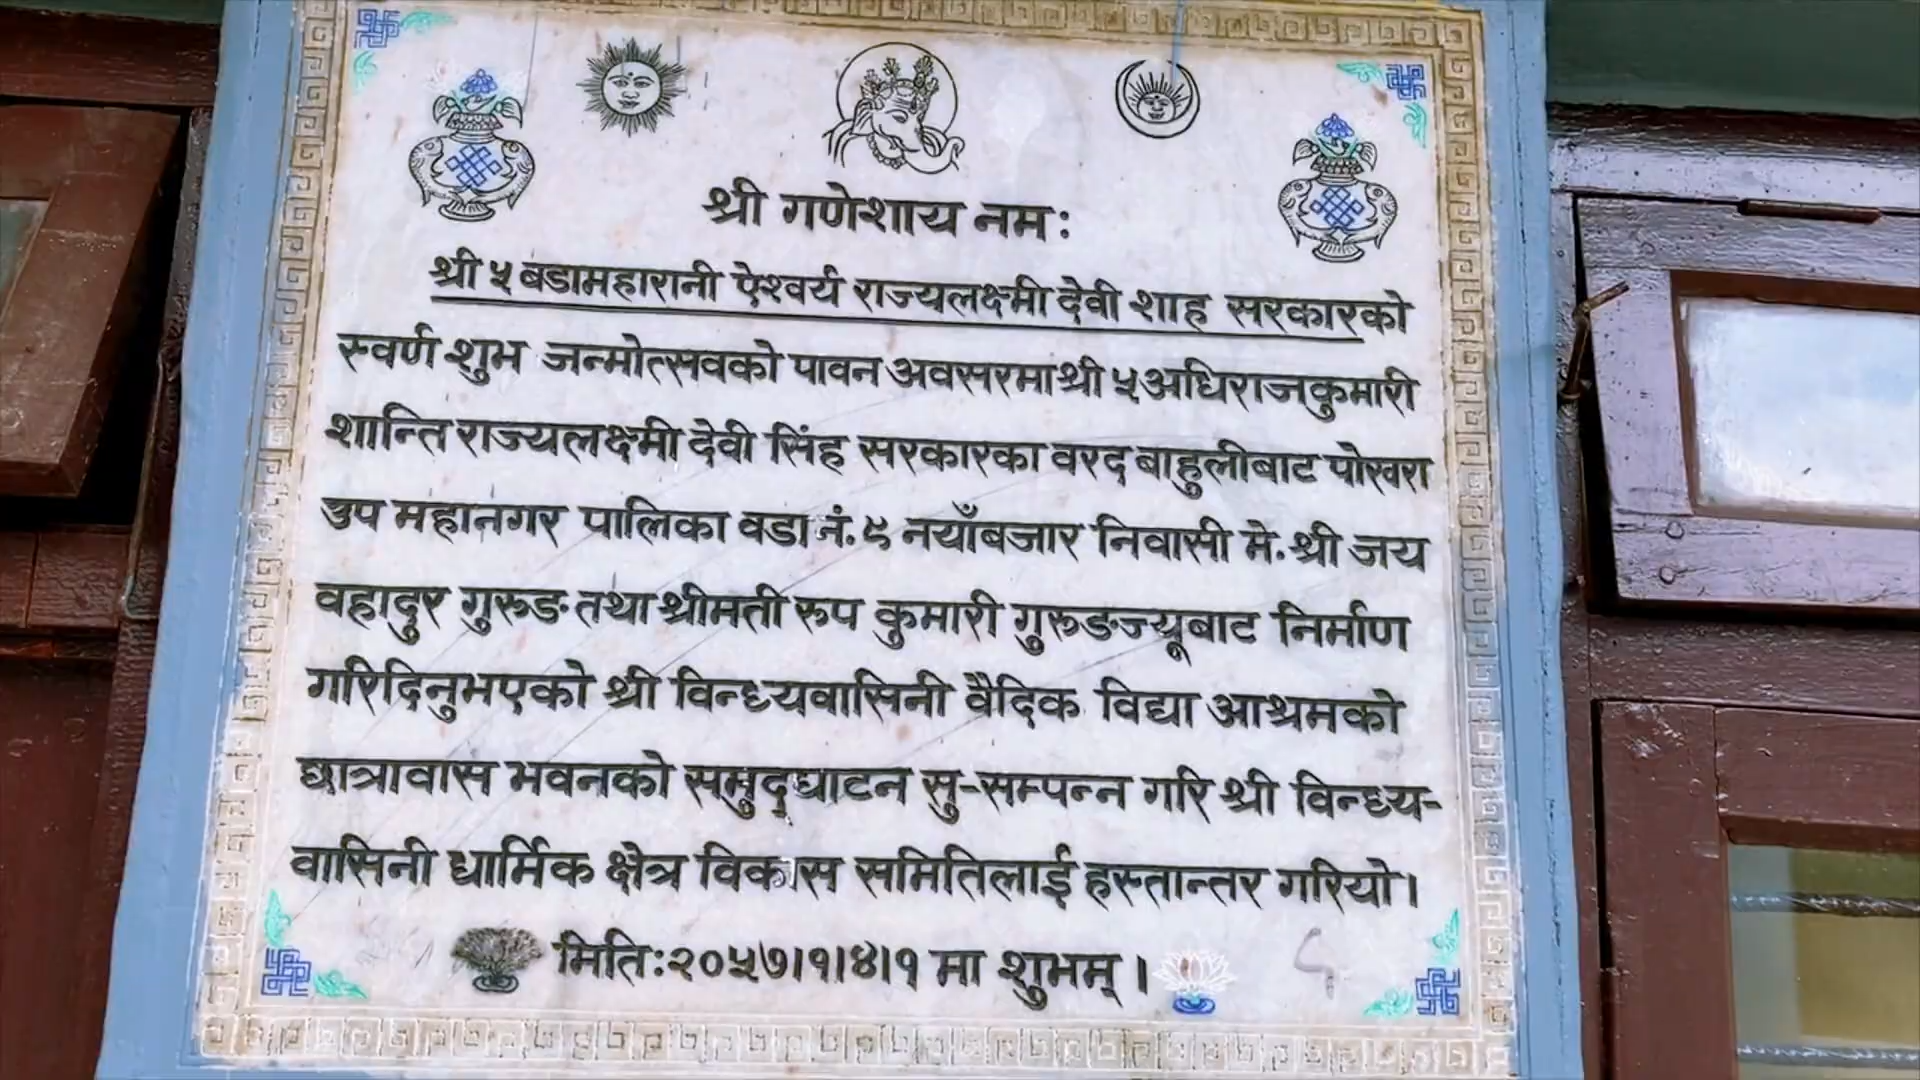 श्री गणेशाय नमः
श्री ५ बडामहारानी ऐश्वर्य राज्यलक्ष्मी देवी शाह सरकारको
स्वर्ण शुभ जन्मोत्सवको पावन अवसरमा श्री ५ अधिराजकुमारी
शान्ति राज्यलक्ष्मी देवी सिंह सरकारका वरद बाहुलीबाट पोखरा
उप महानगर पालिका वडा नं. ९ नयाँबजार निवासी मे. श्री जय
वहादुर गुरुङ तथा श्रीमती रुप कुमारी गुरुङज्यूबाट निर्माण
गरिदिनुभएको श्री विन्ध्यवासिनी वैदिक विद्या आश्रमको
छात्रावास भवनको समुद्घाटन सु-सम्पन्न गरि श्री विन्ध्य-
वासिनी धार्मिक क्षेत्र विकास समितिलाई हस्तान्तर गरियो।
मितिः२०५७।१।४।१ मा शुभम् ।